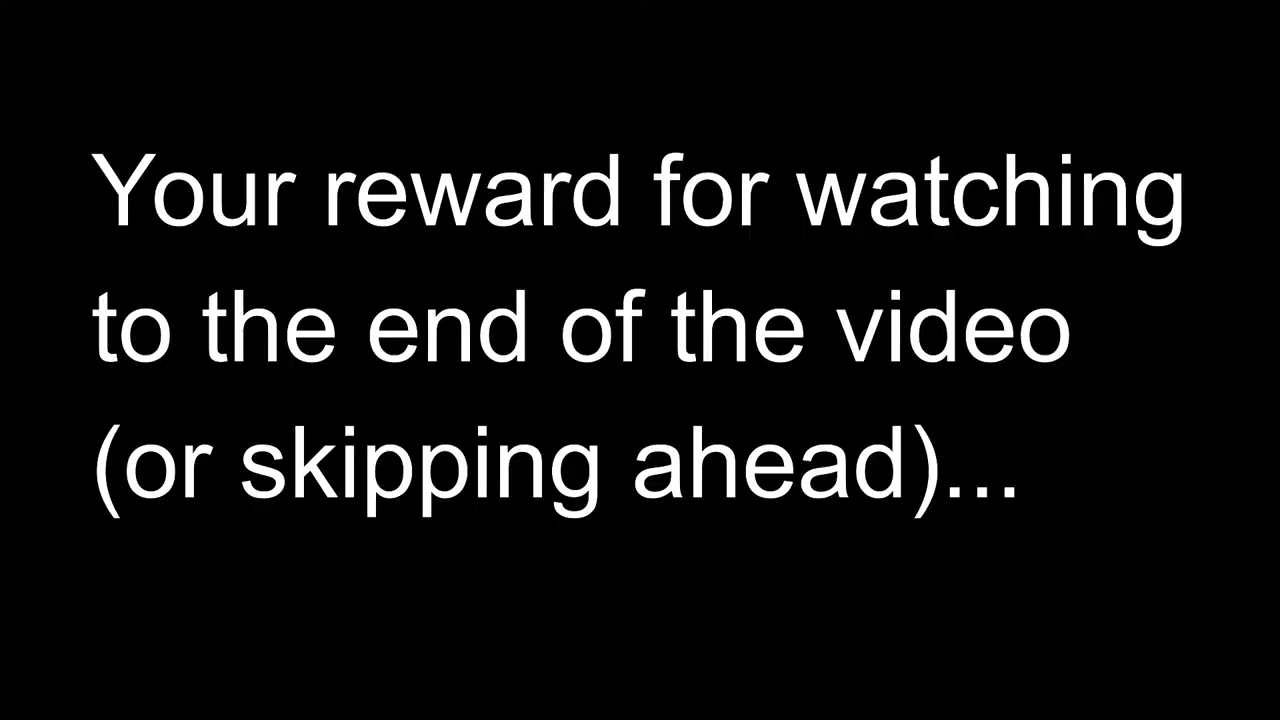 Your reward for watching
to the end of the video
(or skipping ahead)...